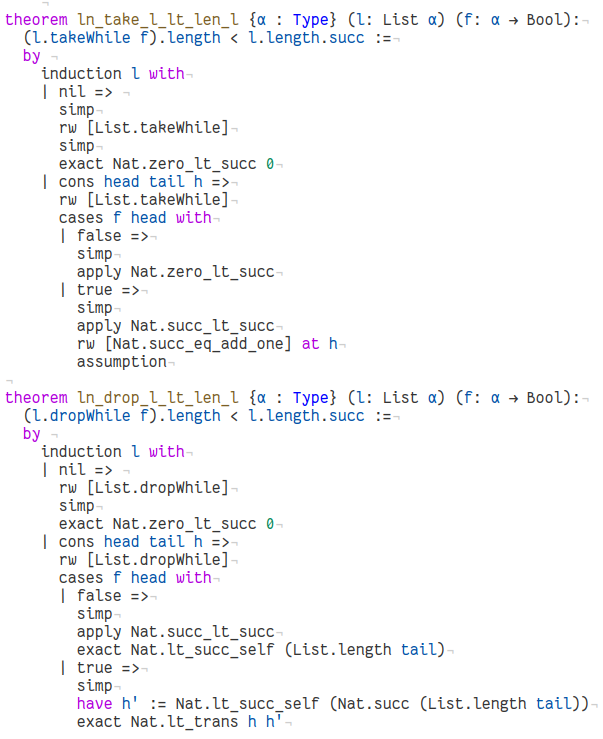 theorem ln_take_l_lt_len_l {α : Type} (l: List α) (f: α → Bool):¬
  (l.takeWhile f).length < l.length.succ :=¬
  by ¬
    induction l with¬
    | nil => ¬
      simp¬
      rw [List.takeWhile]¬
      simp¬
      exact Nat.zero_lt_succ 0¬
    | cons head tail h =>¬
      rw [List.takeWhile]¬
      cases f head with¬
      | false =>¬
        simp¬
        apply Nat.zero_lt_succ¬
      | true =>¬
        simp¬
        apply Nat.succ_lt_succ¬
        rw [Nat.succ_eq_add_one] at h¬
        assumption¬
¬
theorem ln_drop_l_lt_len_l {α : Type} (l: List α) (f: α → Bool):¬
  (l.dropWhile f).length < l.length.succ :=¬
  by ¬
    induction l with¬
    | nil => ¬
      rw [List.dropWhile]¬
      simp¬
      exact Nat.zero_lt_succ 0¬
    | cons head tail h =>¬
      rw [List.dropWhile]¬
      cases f head with¬
      | false =>¬
        simp¬
        apply Nat.succ_lt_succ¬
        exact Nat.lt_succ_self (List.length tail)¬
      | true =>¬
        simp¬
        have h' := Nat.lt_succ_self (Nat.succ (List.length tail))¬
        exact Nat.lt_trans h h'¬